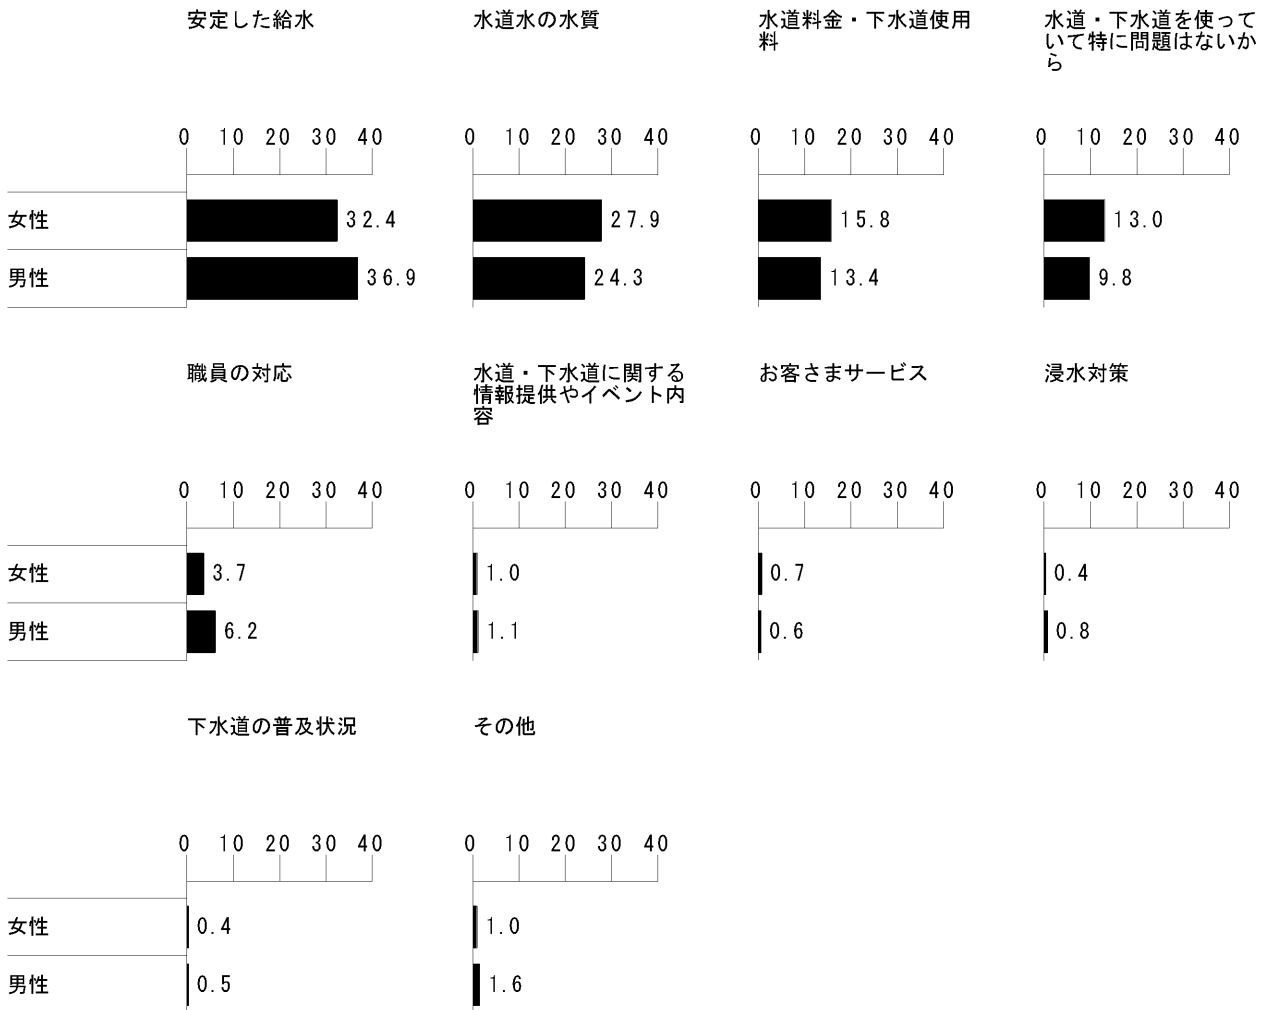 安定した給水
水道水の水質
水道料金・下水道使用
料
水道・下水道を使って
いて特に問題はないか
ら
0 10 20 30 40
0 10 20 30 40
0 10 20 30 40
0 10 20 30 40
女性
32.4
27.9
15.8
13.0
男性
36.9
24.3
13.4
9.8
職員の対応
水道・下水道に関する
情報提供やイベント内
容
お客さまサービス
浸水対策
0 10 20 30 40
0 10 20 30 40
0 10 20 30 40
0 10 20 30 40
女性
3.7
1.0
0.7
0.4
男性
6.2
1.1
0.6
0.8
下水道の普及状況
その他
0 10 20 30 40
0 10 20 30 40
女性
0.4
1.0
男性
0.5
1.6